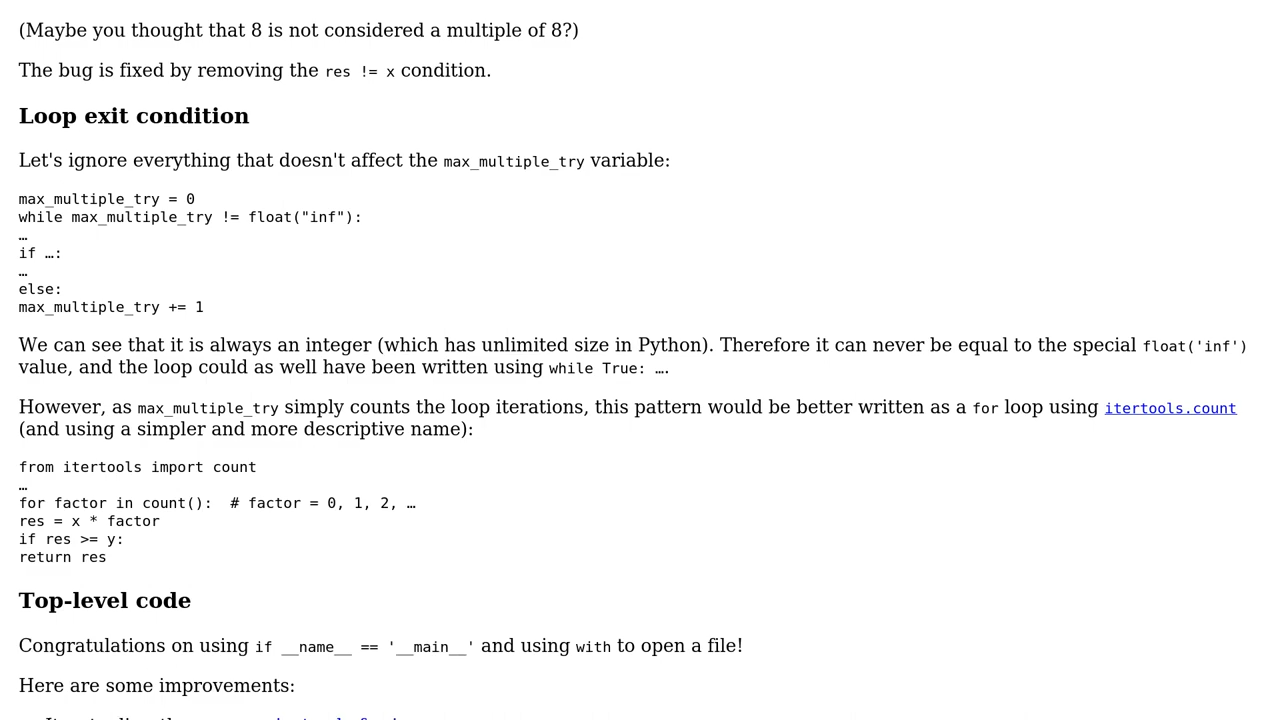 (Maybe you thought that 8 is not considered a multiple of 8?)
The bug is fixed by removing the res != x condition.
Loop exit condition
Let's ignore everything that doesn't affect the max_multiple_try variable:
max_multiple_try = 0
while max_multiple_try != float("inf"):
…
if …:
…
else:
max_multiple_try += 1
We can see that it is always an integer (which has unlimited size in Python). Therefore it can never be equal to the special float('inf')
value, and the loop could as well have been written using while True: ….
However, as max_multiple_try simply counts the loop iterations, this pattern would be better written as a for loop using itertools.count
(and using a simpler and more descriptive name):
from itertools import count
…
for factor in count():  # factor = 0, 1, 2, …
res = x * factor
if res >= y:
return res
Top-level code
Congratulations on using if __name__ == '__main__' and using with to open a file!
Here are some improvements: